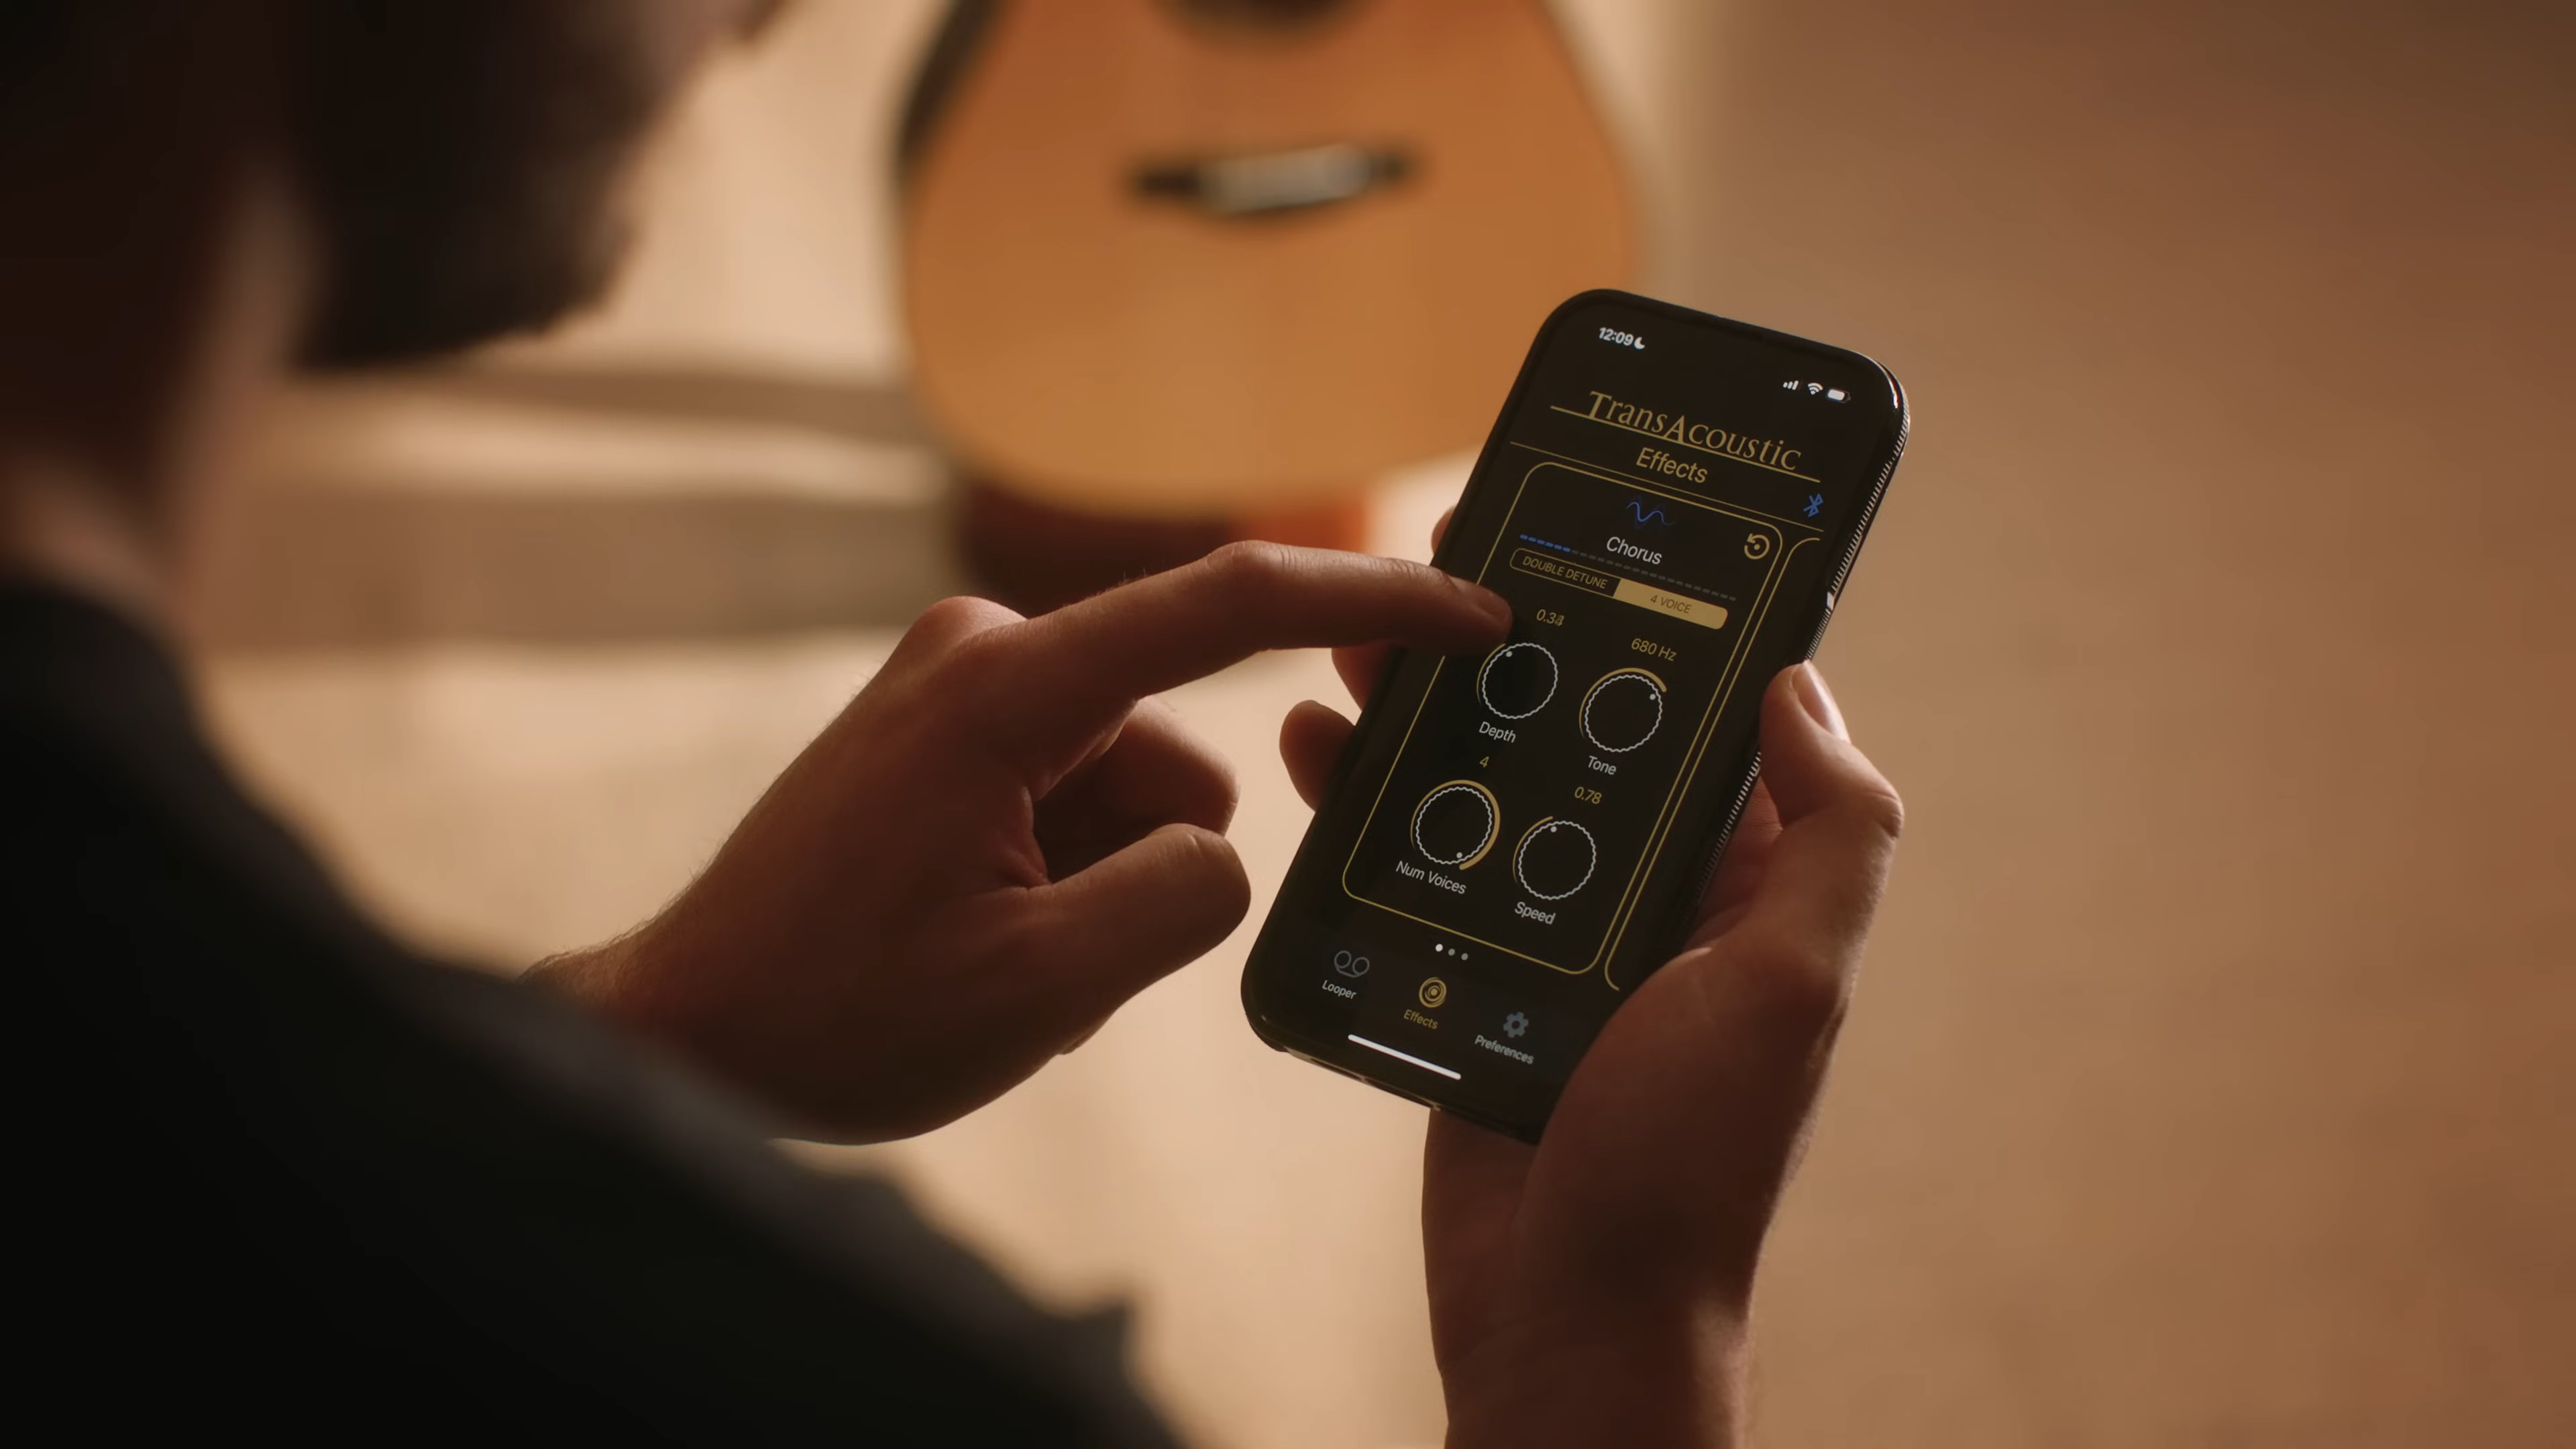 12:09
TransAcoustic
Effects
Chorus
DOUBLE DETUNE
4 VOICE
680 Hz
Depth
Tone
4
0.78
Num Voices
Speed
Looper
Effects
Preferences